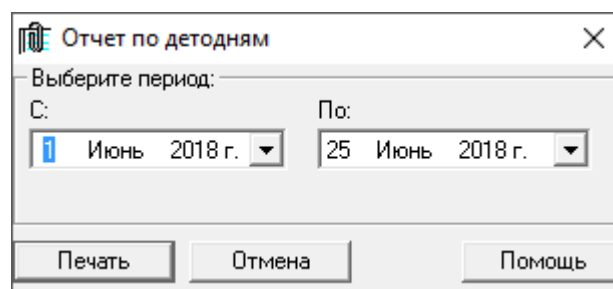 Отчет по детодням
Выберите период:
С: По:
1 Июнь 2018 г. 25 Июнь 2018 г.
Печать Отмена Помощь